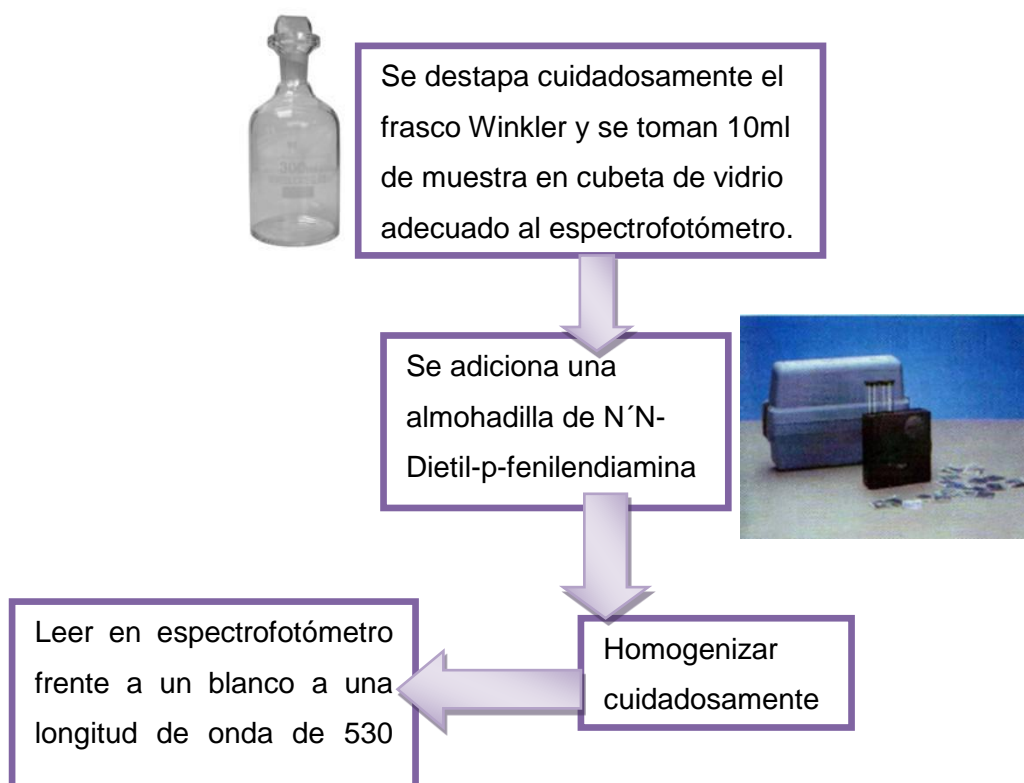 Se destapa cuidadosamente el
frasco Winkler y se toman 10ml
de muestra en cubeta de vidrio
adecuado al espectrofotómetro.
Se adiciona una
almohadilla de N´N-
Dietil-p-fenilendiamina
Homogenizar
cuidadosamente
Leer en espectrofotómetro
frente a un blanco a una
longitud de onda de 530